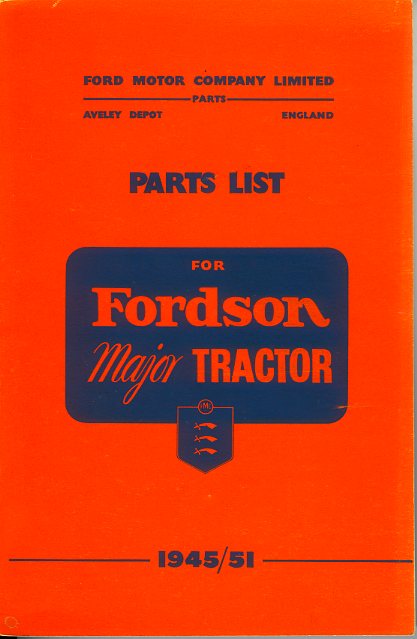 FORD MOTOR COMPANY LIMITED
PARTS
AVELEY DEPOT ENGLAND
PARTS LIST
FOR
Fordson
Major TRACTOR
M
1945/51